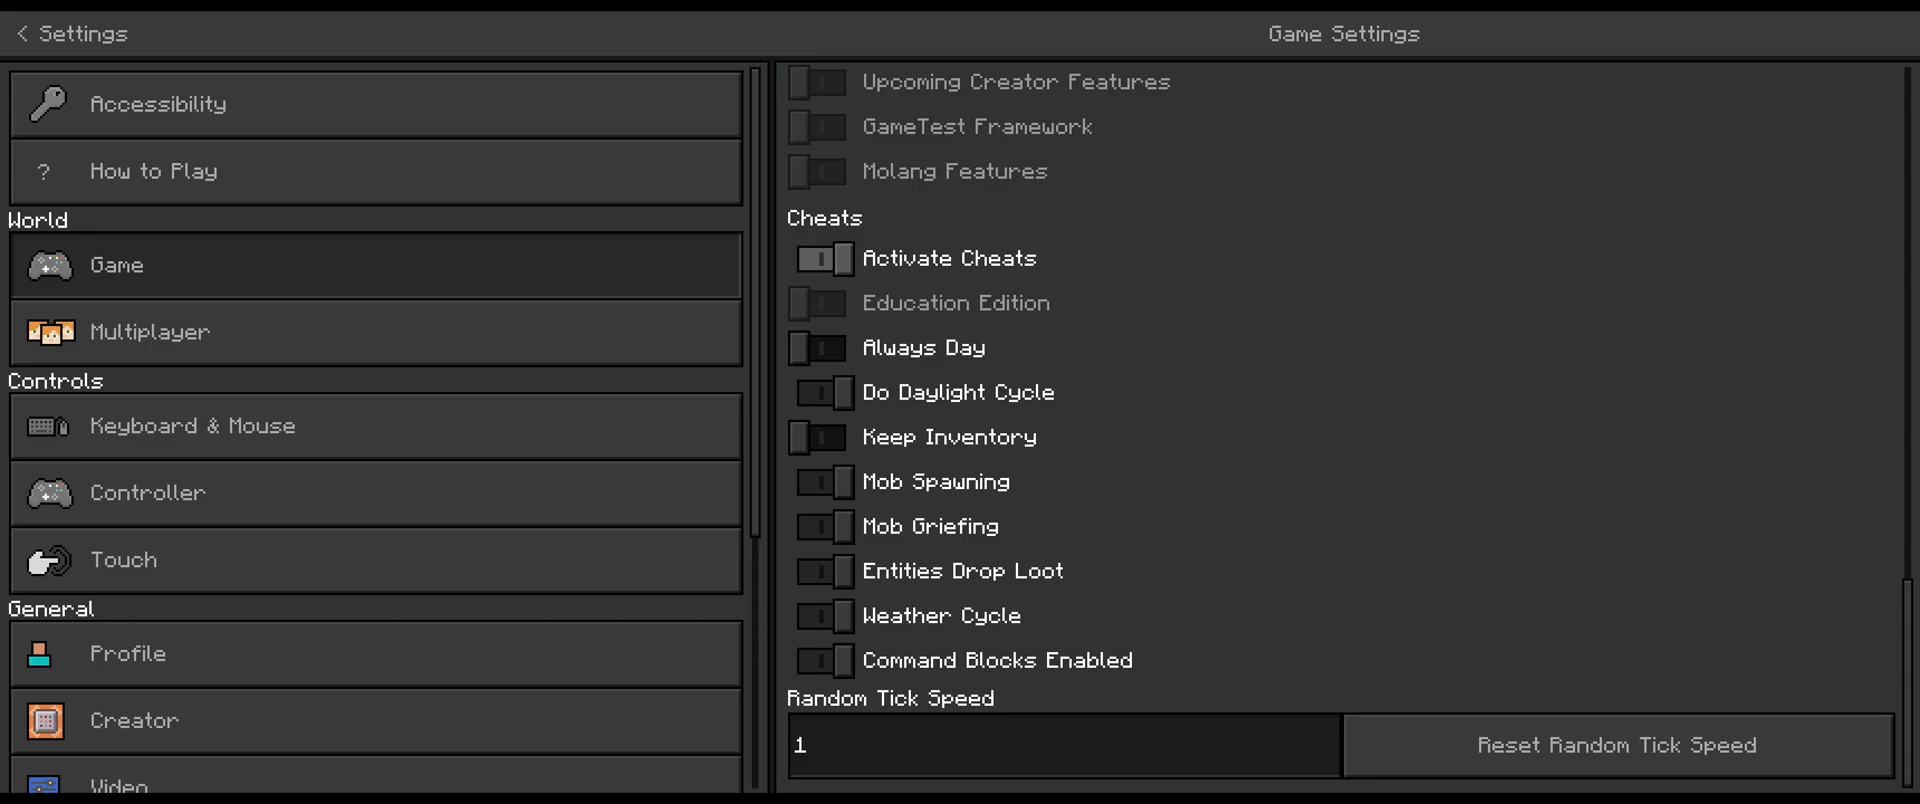 < Settings
Game Settings
Accessibility
? How to Play
World
Game
Multiplayer
Controls
Keyboard & Mouse
Controller
Touch
General
Profile
Creator
Video
Upcoming Creator Features
GameTest Framework
Molang Features
Cheats
Activate Cheats
Education Edition
Always Day
Do Daylight Cycle
Keep Inventory
Mob Spawning
Mob Griefing
Entities Drop Loot
Weather Cycle
Command Blocks Enabled
Random Tick Speed
1
Reset Random Tick Speed